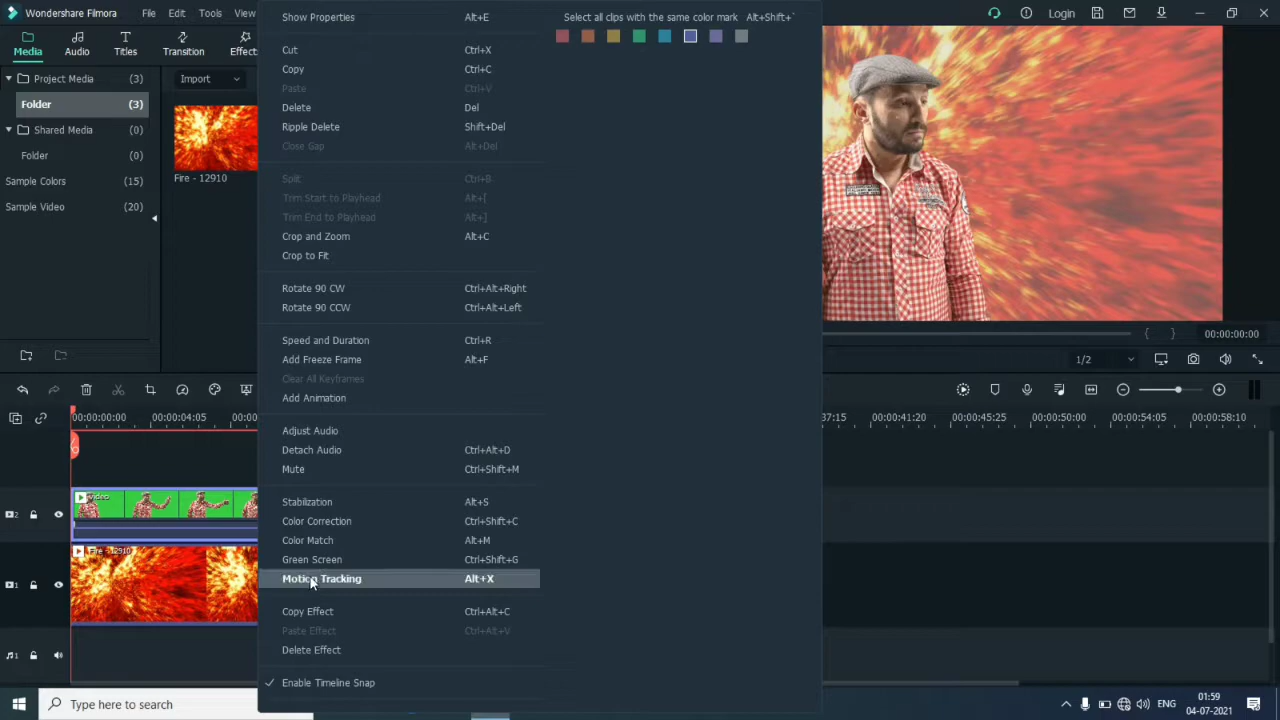 Wondershare Filmora
File
Edit
Tools
Login
Media
Audio
Titles
Transition
Effect
Project Media (3)
Folder (3)
Shared Media (0)
Folder (0)
Sample Colors (15)
Sample Video (20)
Import
Fire - 12910
Show Properties Alt+E
Cut Ctrl+X
Copy Ctrl+C
Paste Ctrl+V
Delete Del
Ripple Delete Shift+Del
Close Gap Alt+Del
Split Ctrl+B
Trim Start to Playhead Alt+[
Trim End to Playhead Alt+]
Crop and Zoom Alt+C
Crop to Fit
Rotate 90 CW Ctrl+Alt+Right
Rotate 90 CCW Ctrl+Alt+Left
Speed and Duration Ctrl+R
Add Freeze Frame Alt+F
Clear All Keyframes
Add Animation
Adjust Audio
Detach Audio Ctrl+Alt+D
Mute Ctrl+Shift+M
Stabilization Alt+S
Color Correction Ctrl+Shift+C
Color Match Alt+M
Green Screen Ctrl+Shift+G
Motion Tracking Alt+X
Copy Effect Ctrl+Alt+C
Paste Effect Ctrl+Alt+V
Delete Effect
Enable Timeline Snap
Select all clips with the same color mark Alt+Shift+`
{ } 00:00:00:00
1/2
00:00:00:00 00:00:04:05 00:00:0
37:15 00:00:41:20 00:00:45:25 00:00:50:00 00:00:54:05 00:00:58:10
2
video
1
Fire - 12910
1
Type here to search
ENG
01:59
04-07-2021